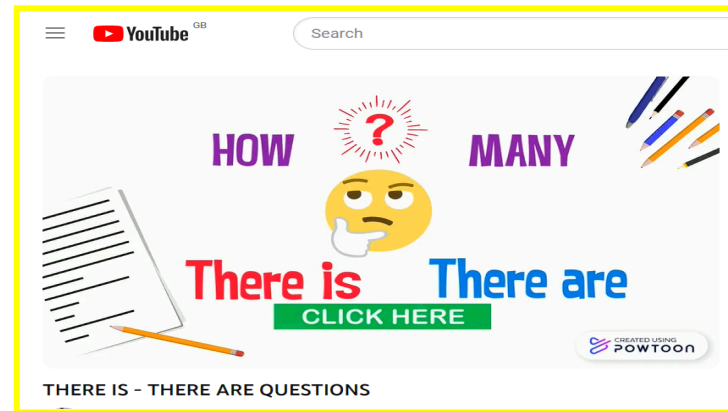 YouTube GB
Search
?
HOW MANY
There is There are
CLICK HERE
CREATED USING
POWTOON
THERE IS - THERE ARE QUESTIONS